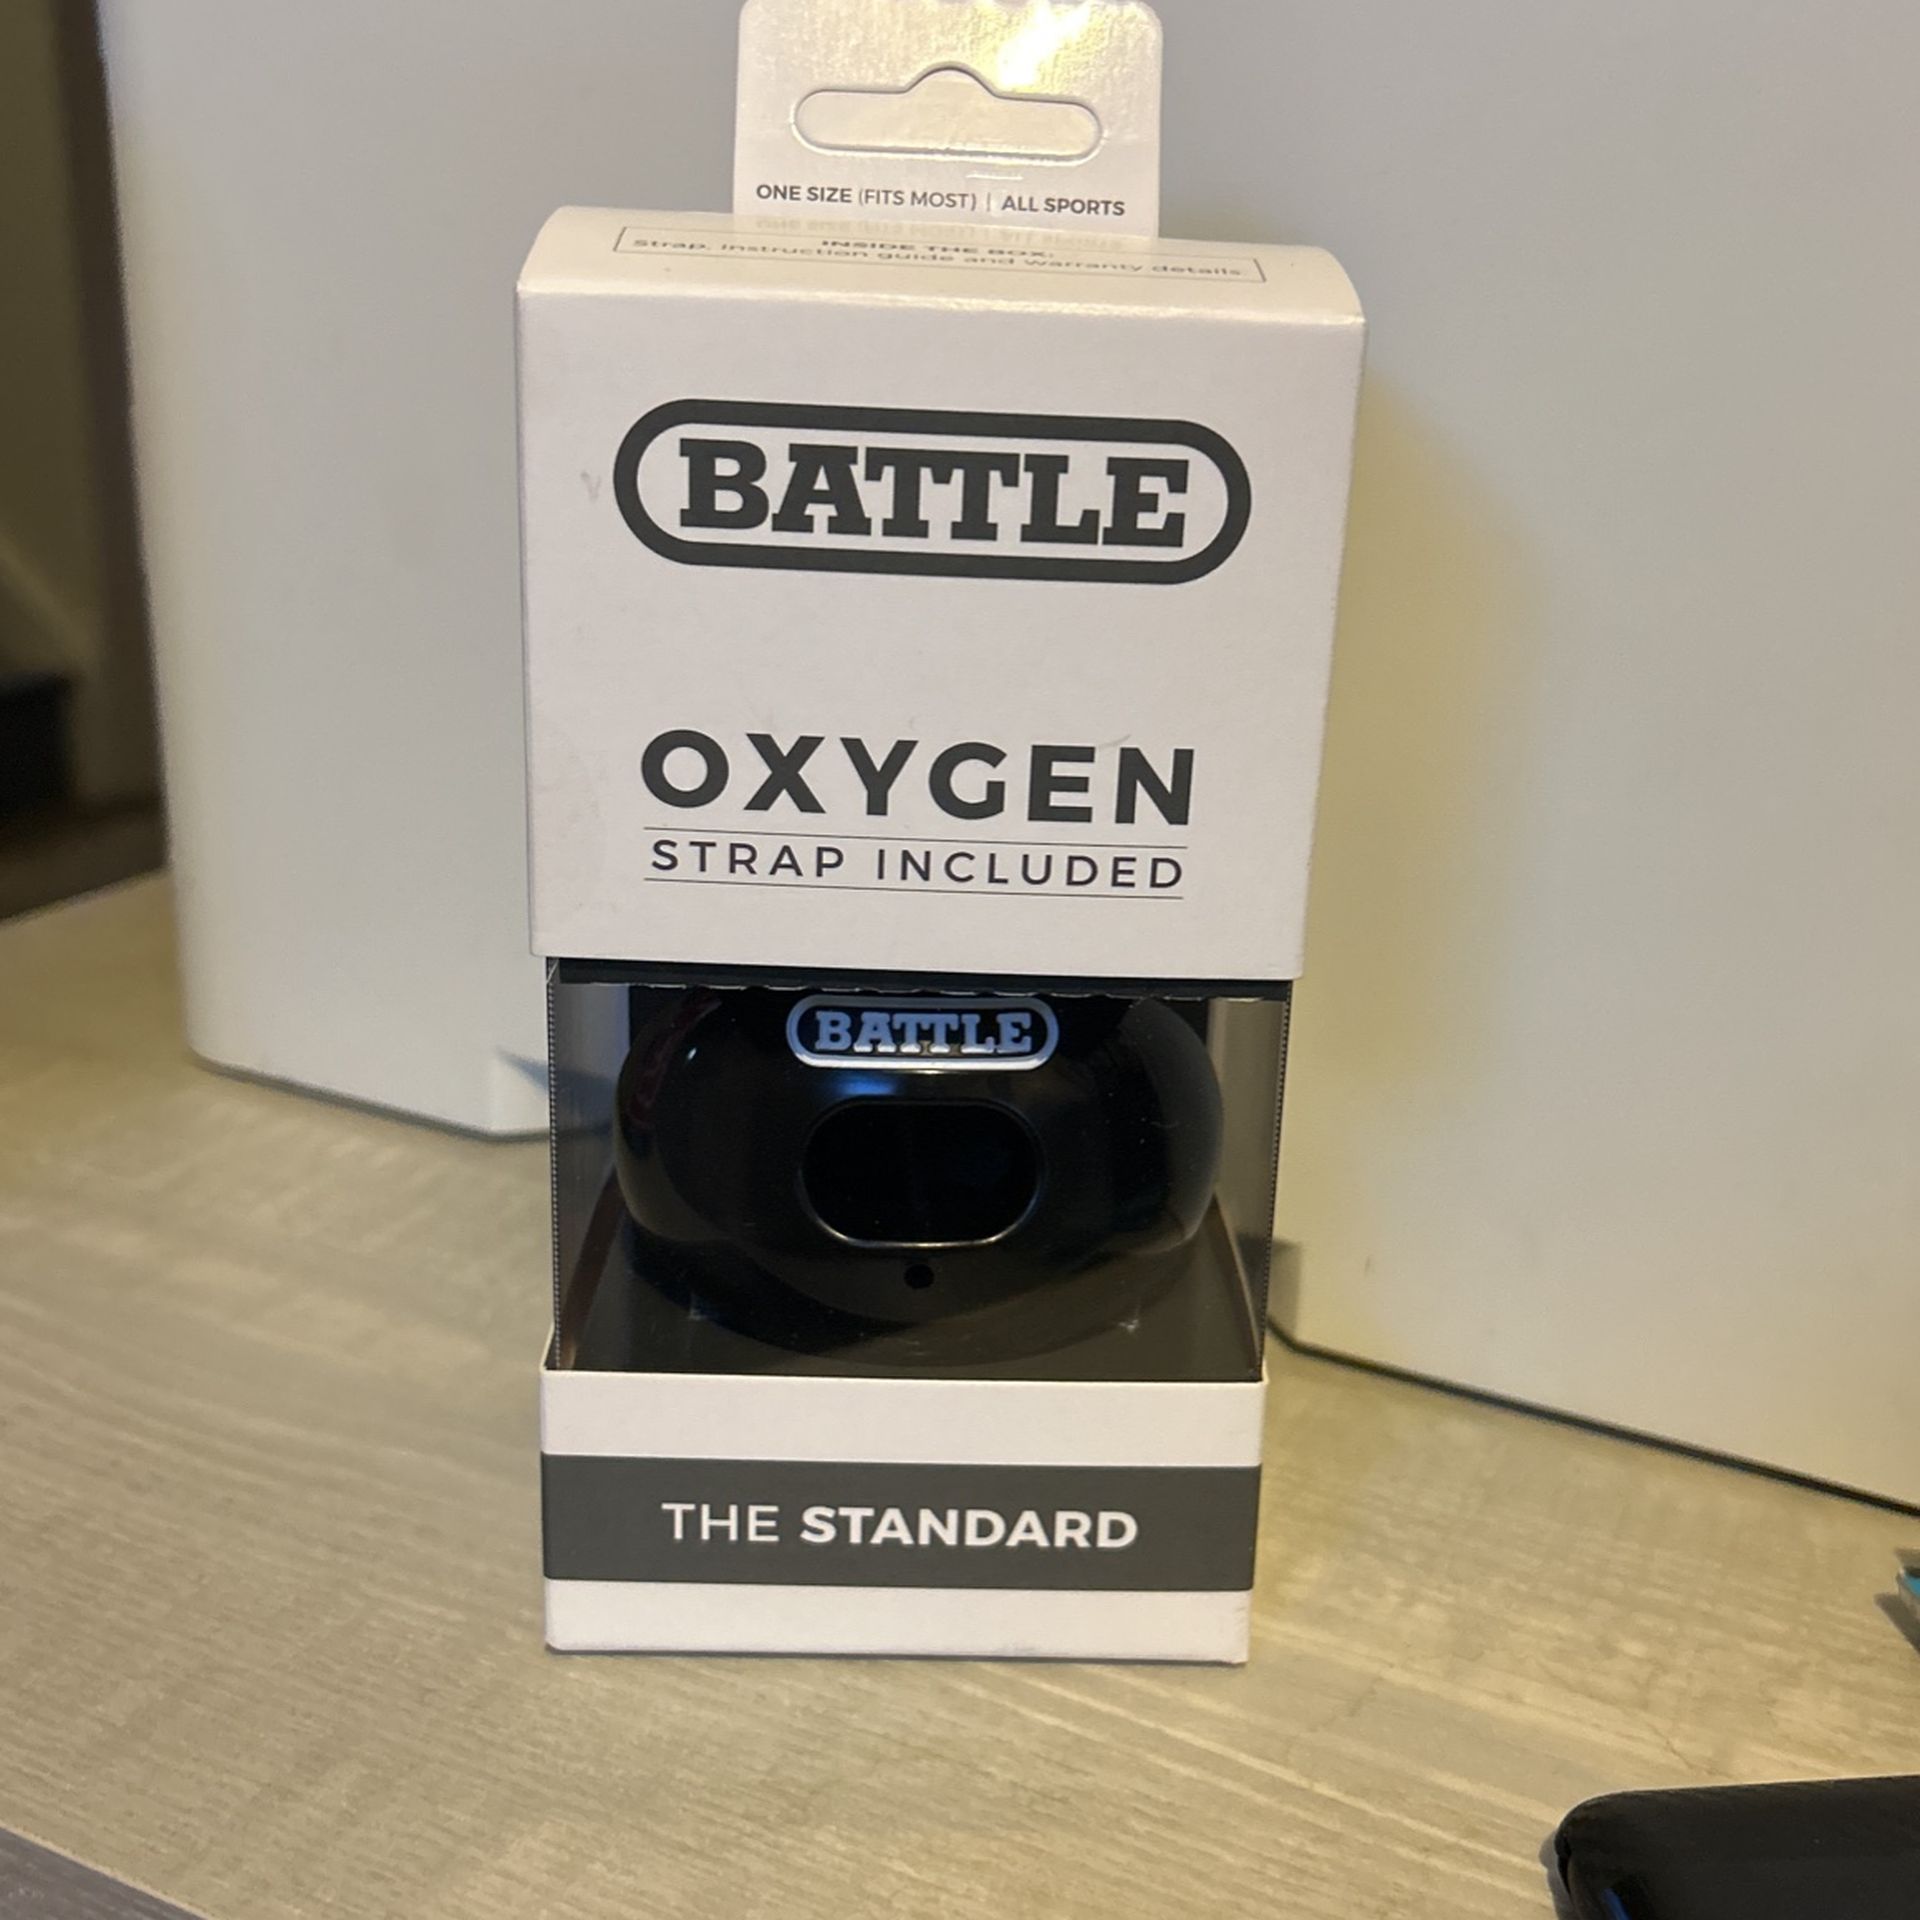 ONE SIZE (FITS MOST) | ALL SPORTS
INSIDE THE BOX:
Strap, instruction guide and warranty details
BATTLE
OXYGEN
STRAP INCLUDED
BATTLE
THE STANDARD